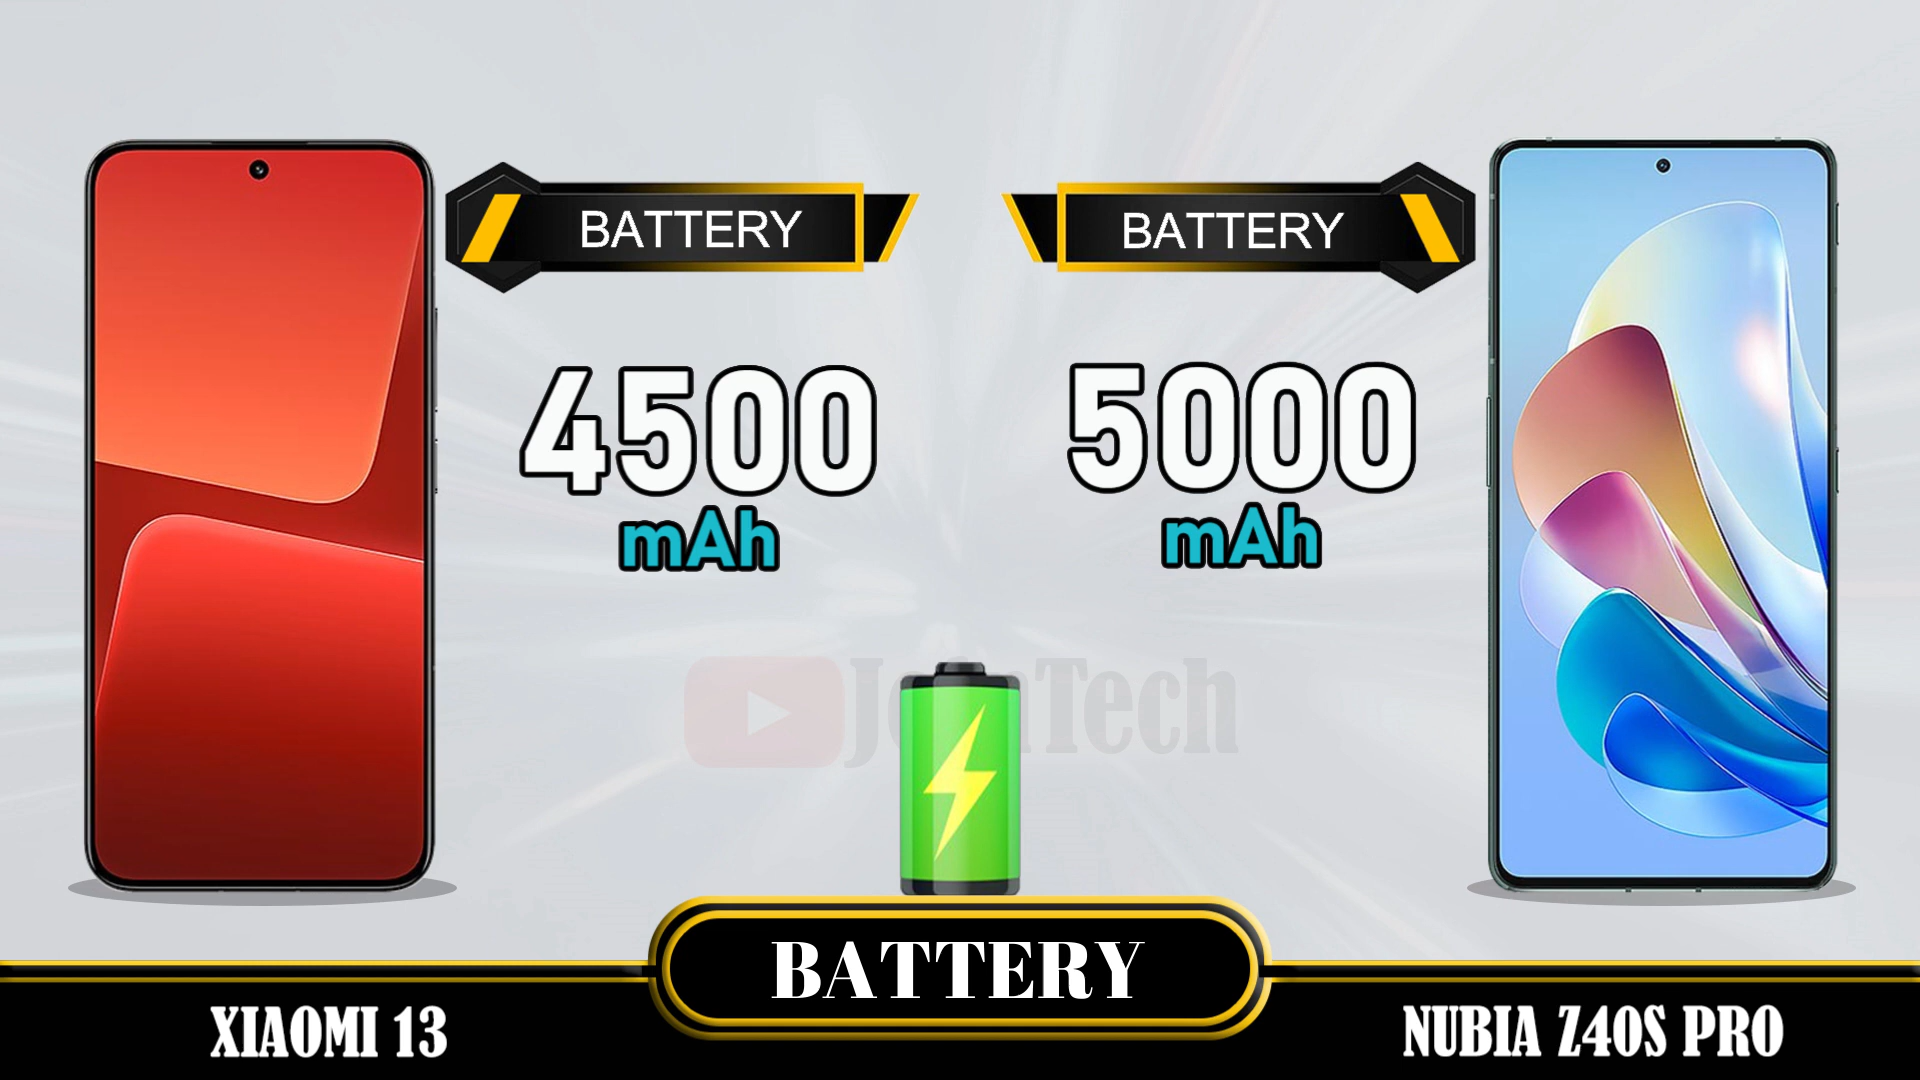 BATTERY
BATTERY
4500
mAh
5000
mAh
BATTERY
XIAOMI 13
NUBIA Z40S PRO